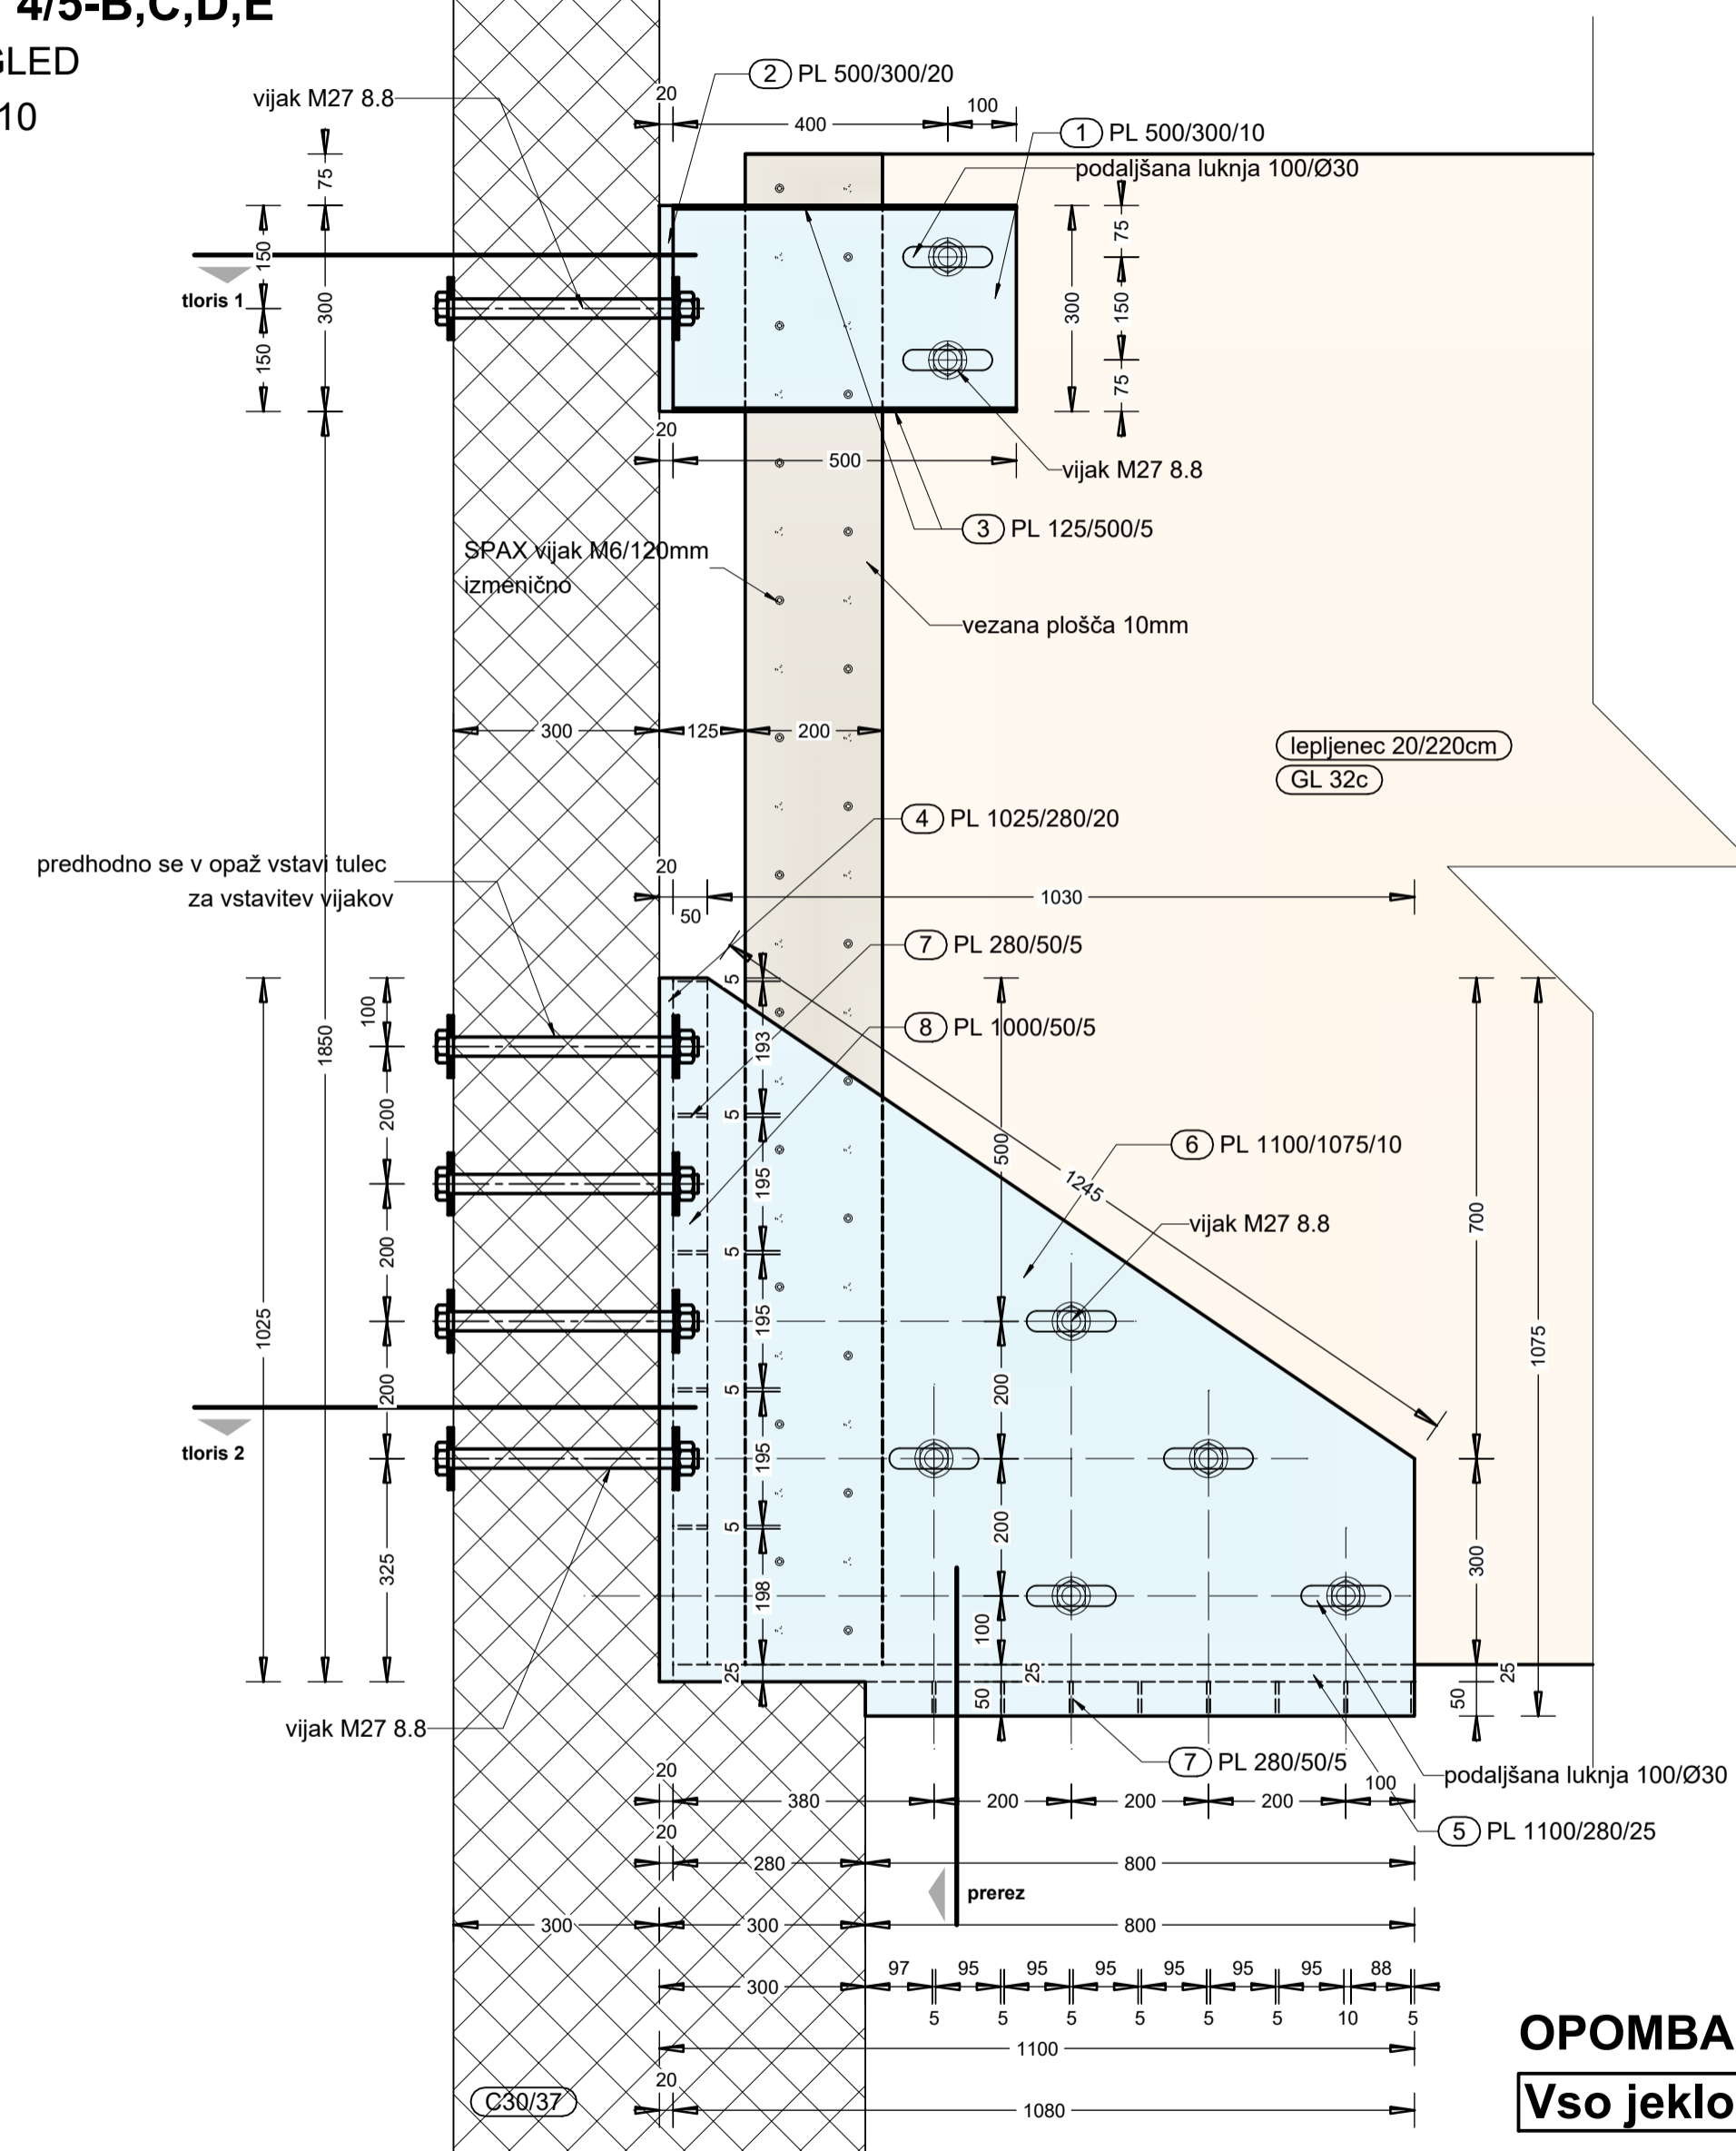 4/5-B,C,D,E
GLED
10
vijak M27 8.8
2 PL 500/300/20
20
400
100
1 PL 500/300/10
podaljšana luknja 100/Ø30
75
150
300
150
tloris 1
300
75
150
75
20
500
vijak M27 8.8
3 PL 125/500/5
SPAX vijak M6/120mm
izmenično
vezana plošča 10mm
300
125
200
lepljenec 20/220cm
GL 32c
4 PL 1025/280/20
predhodno se v opaž vstavi tulec
za vstavitev vijakov
20
50
1030
7 PL 280/50/5
8 PL 1000/50/5
1850
100
200
200
200
325
1025
5
193
5
195
5
195
5
195
5
198
25
500
200
200
100
25
50
6 PL 1100/1075/10
1245
vijak M27 8.8
700
300
50
25
1075
tloris 2
vijak M27 8.8
7 PL 280/50/5
podaljšana luknja 100/Ø30
20
380
200
200
200
100
5 PL 1100/280/25
20
280
800
prerez
300
300
800
300
97
95
95
95
95
95
95
88
5
5
5
5
5
5
10
5
1100
20
1080
C30/37
OPOMBA
Vso jeklo